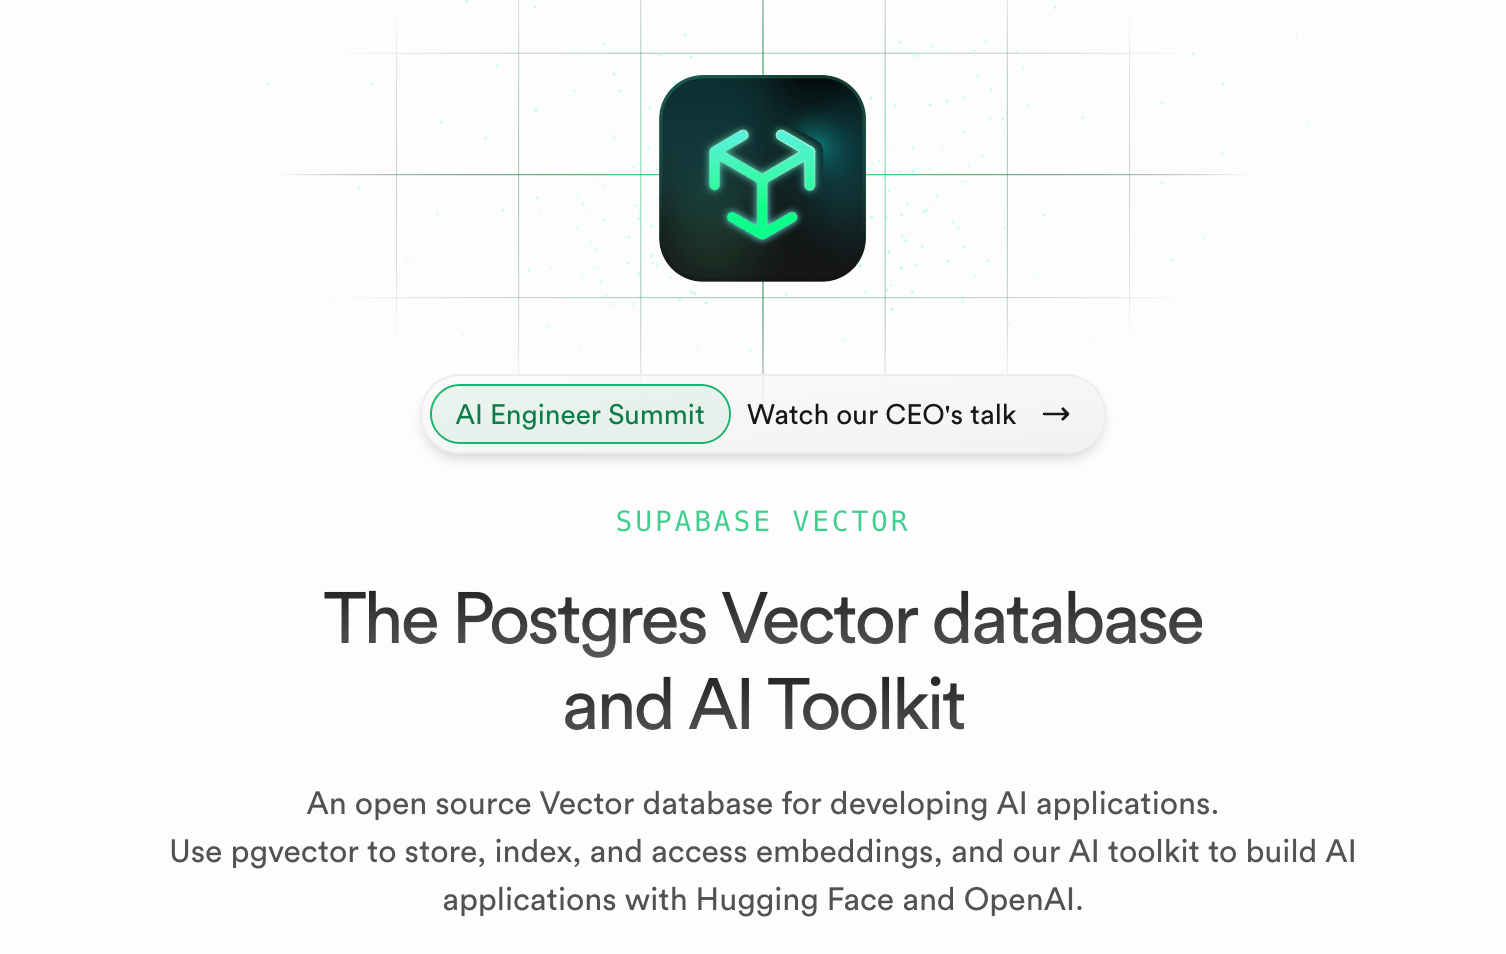 AI Engineer Summit Watch our CEO's talk →
SUPABASE VECTOR
The Postgres Vector database
and AI Toolkit
An open source Vector database for developing AI applications.
Use pgvector to store, index, and access embeddings, and our AI toolkit to build AI
applications with Hugging Face and OpenAI.